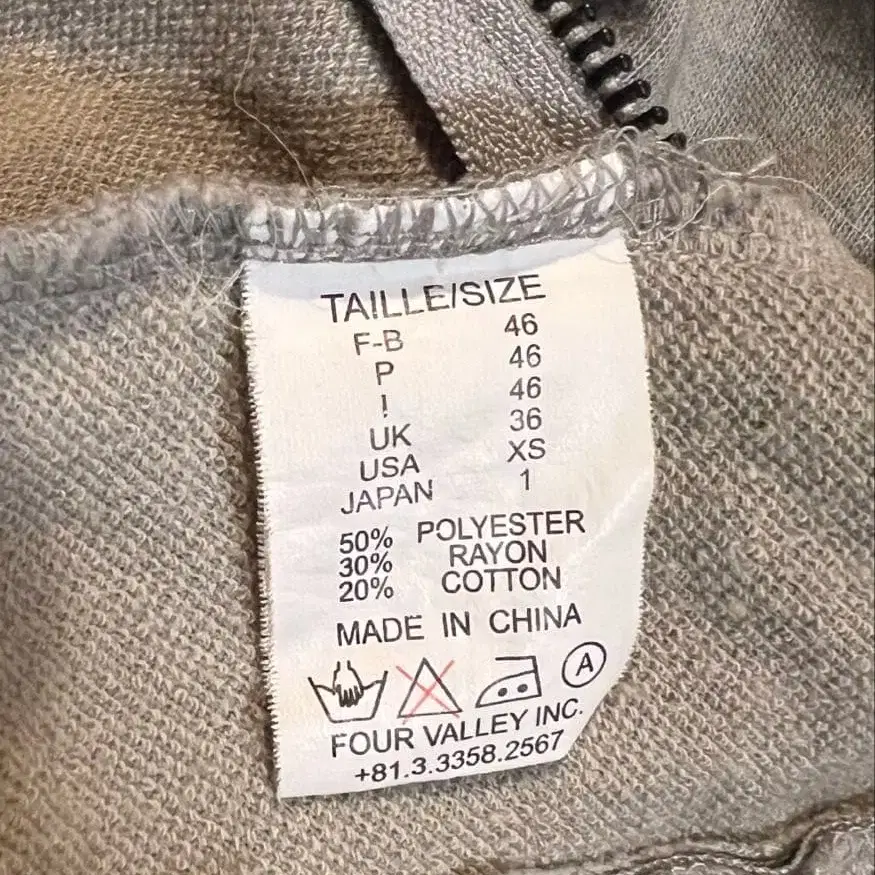 TAILLE/SIZE
F-B 46
P 46
I 46
UK 36
USA XS
JAPAN 1
50% POLYESTER
30% RAYON
20% COTTON
MADE IN CHINA
A
FOUR VALLEY INC.
+81.3.3358.2567